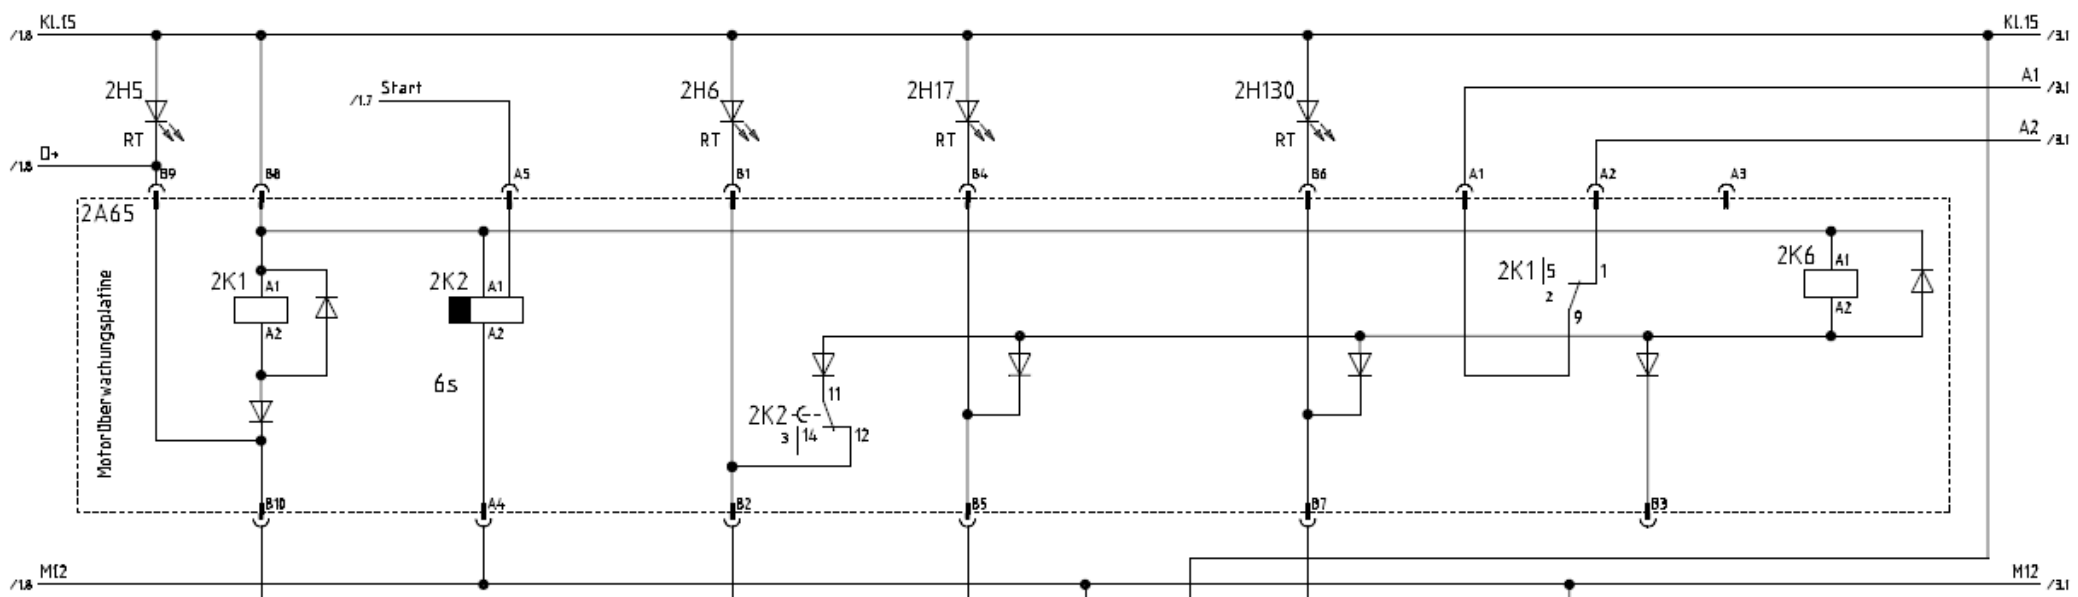 Kl.15 Kl.15
/1.8 /3.1
2H5 Start 2H6 2H17 2H130 A1
/1.7 /3.1
RT RT RT RT A2
D+ /3.1
/1.8
B9 B8 A5 B1 B4 B6 A1 A2 A3
2A65
Motorüberwachungsplatine
2K1 A1 A2
2K2 A1 A2
6s
2K2 11 12 14 3
2K1 5 2 1 9
2K6 A1 A2
B10 A4 B2 B5 B7 B3
M12 M12
/1.8 /3.1